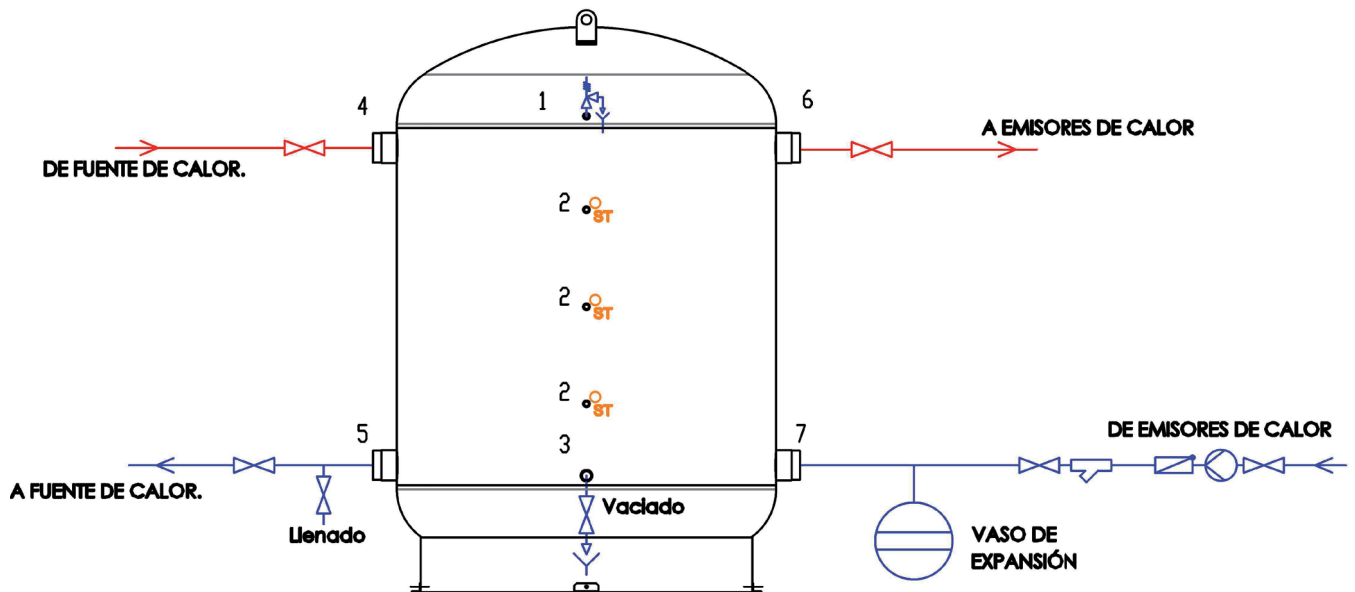 1
4
6
A EMISORES DE CALOR
DE FUENTE DE CALOR.
2
ST
2
ST
2
ST
5
3
7
DE EMISORES DE CALOR
A FUENTE DE CALOR.
Llenado
Vaciado
VASO DE
EXPANSIÓN